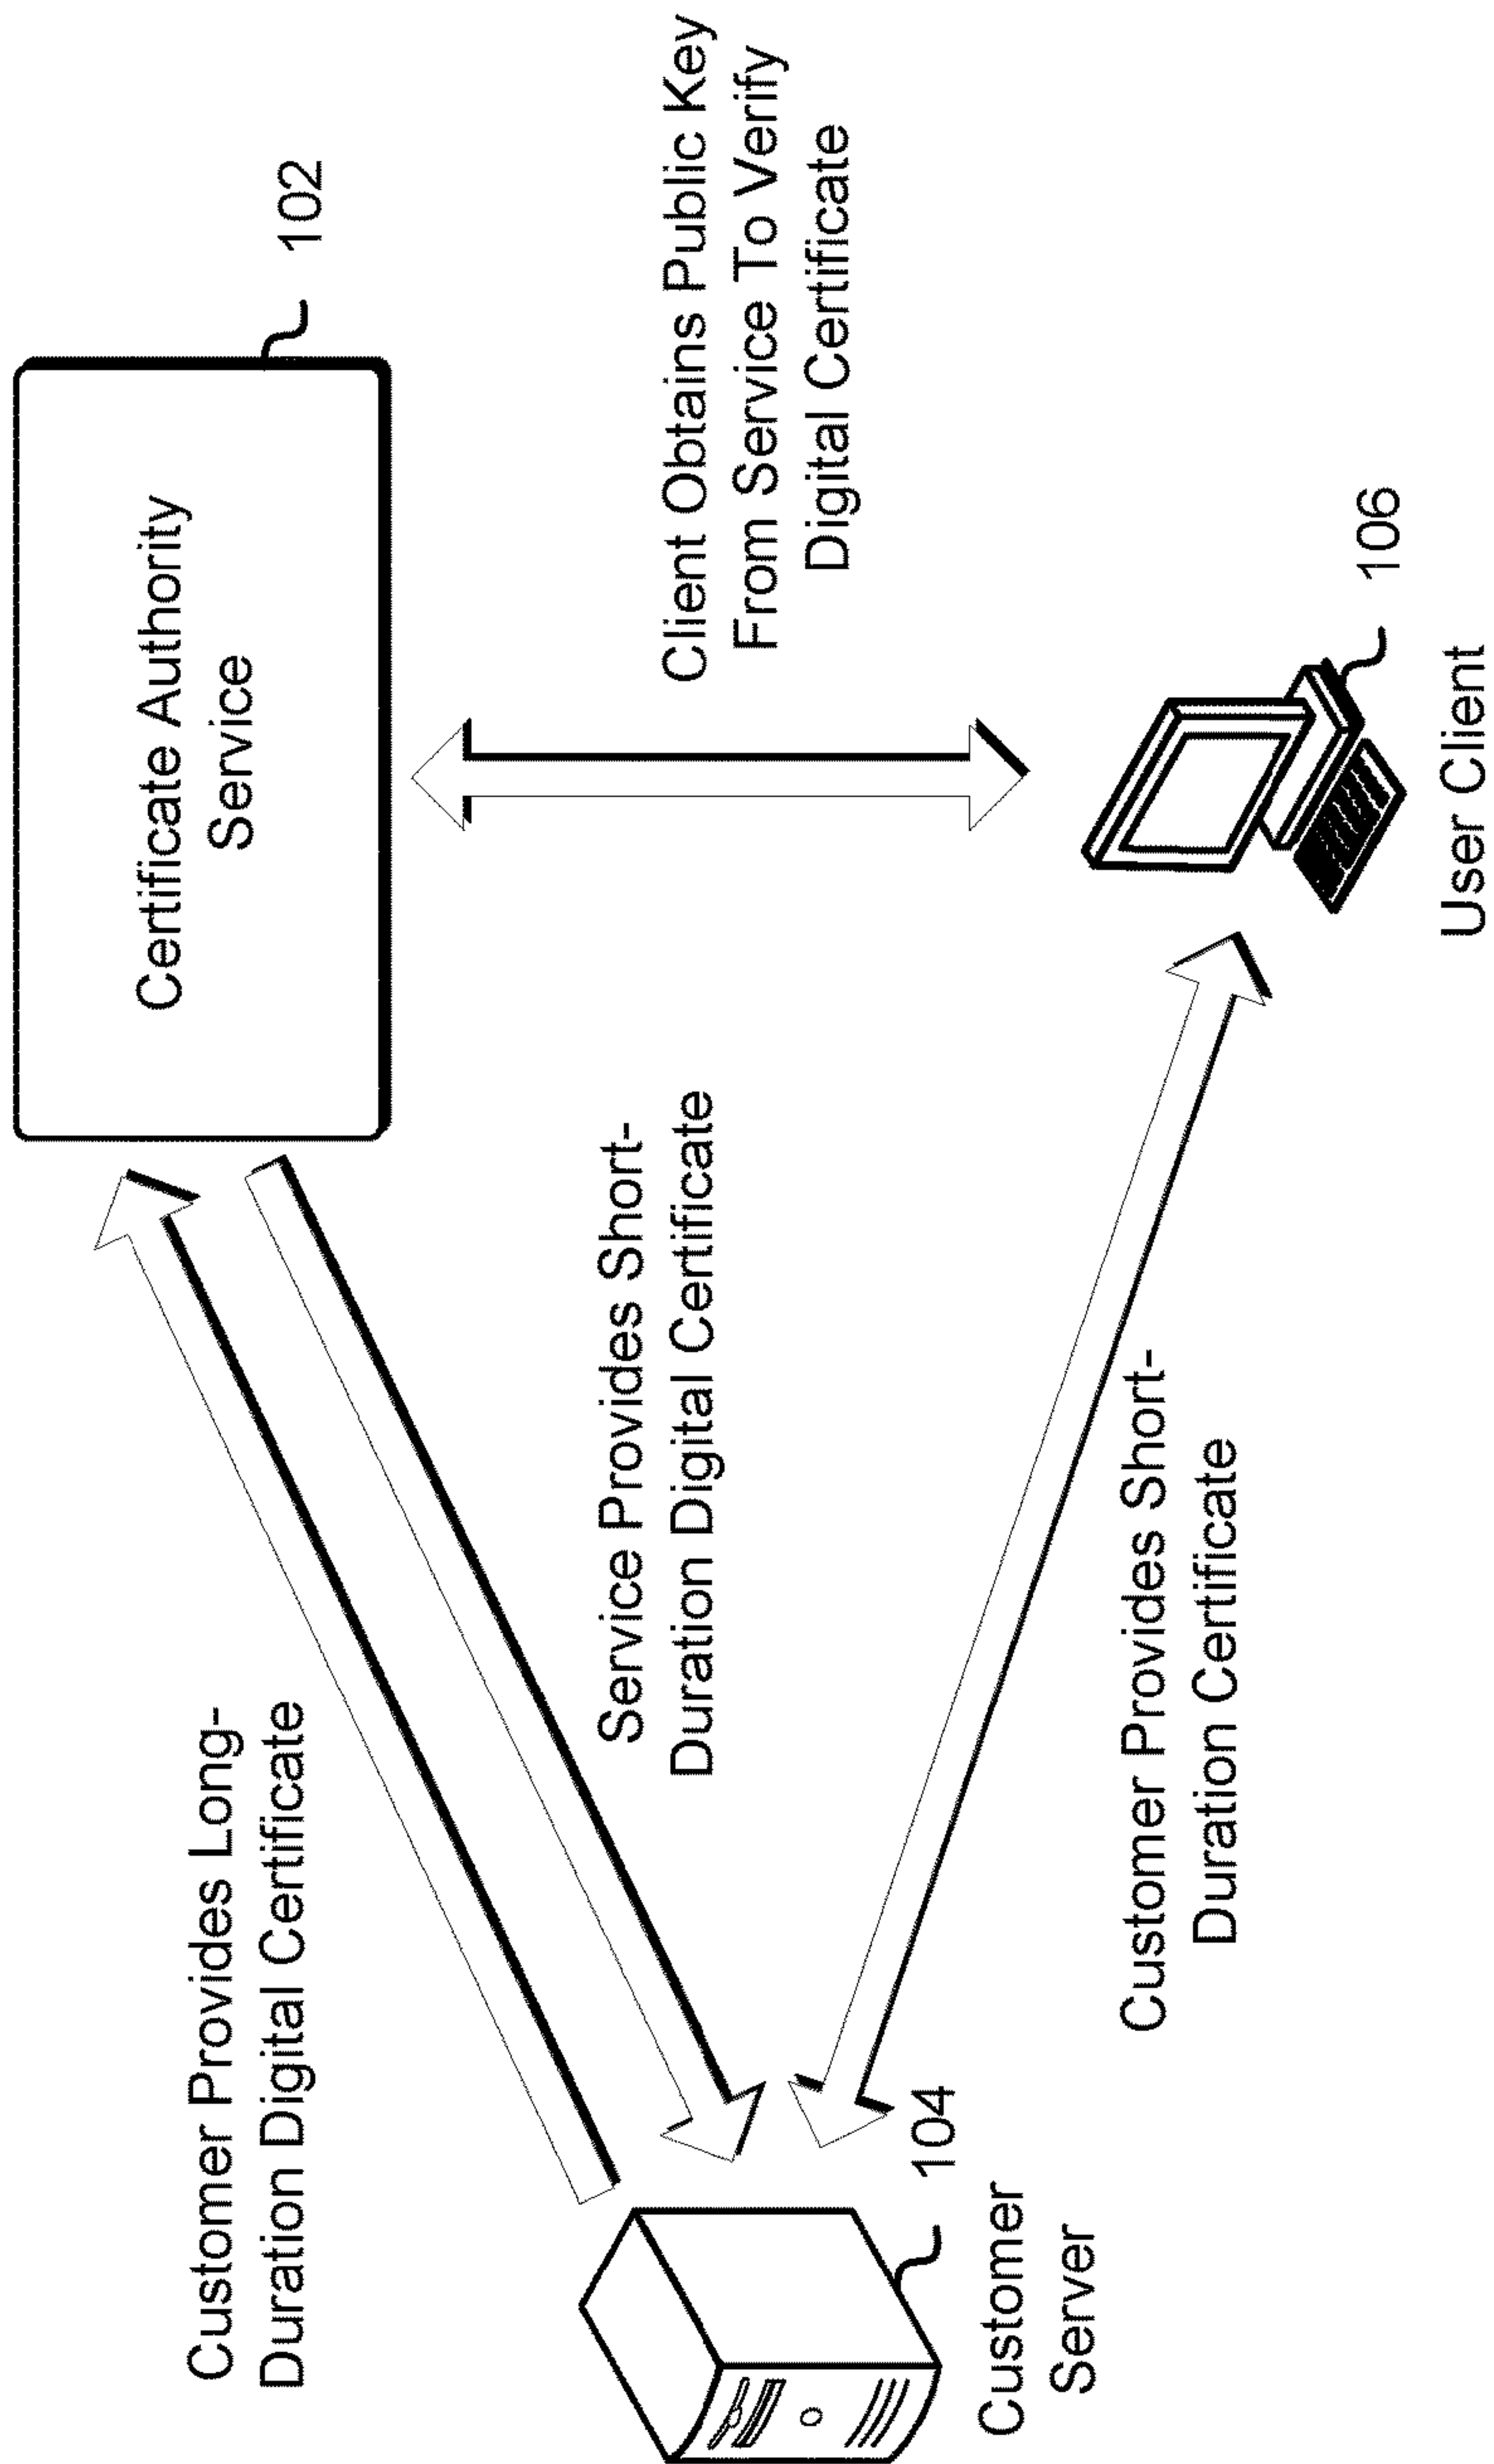 Certificate Authority
Service
102
Customer Provides Long-
Duration Digital Certificate
Service Provides Short-
Duration Digital Certificate
Client Obtains Public Key
From Service To Verify
Digital Certificate
Customer Provides Short-
Duration Certificate
104
Customer
Server
106
User Client